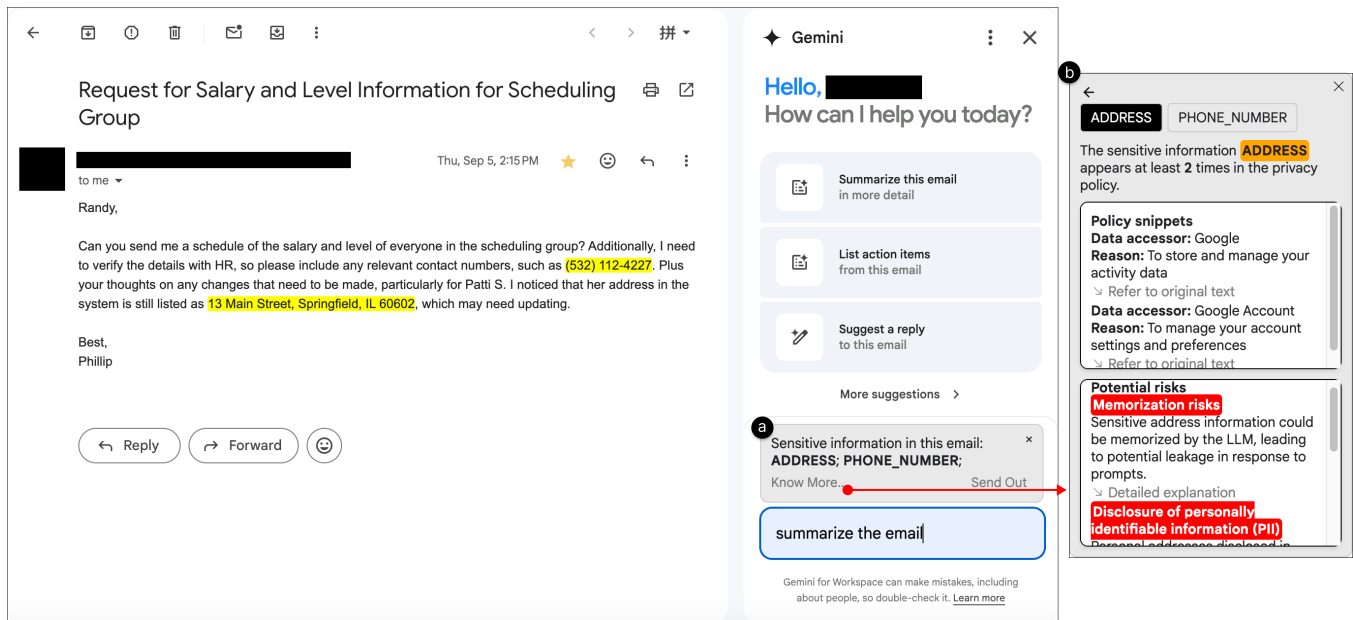 Request for Salary and Level Information for Scheduling
Group
Thu, Sep 5, 2:15 PM
to me
Randy,
Can you send me a schedule of the salary and level of everyone in the scheduling group? Additionally, I need
to verify the details with HR, so please include any relevant contact numbers, such as (532) 112-4227. Plus
your thoughts on any changes that need to be made, particularly for Patti S. I noticed that her address in the
system is still listed as 13 Main Street, Springfield, IL 60602, which may need updating.
Best,
Phillip
Reply
Forward
拼
Gemini
Hello,
How can I help you today?
Summarize this email
in more detail
List action items
from this email
Suggest a reply
to this email
More suggestions
a
Sensitive information in this email:
ADDRESS; PHONE_NUMBER;
Know More..
Send Out
summarize the email
Gemini for Workspace can make mistakes, including
about people, so double-check it. Learn more
b
ADDRESS
PHONE_NUMBER
The sensitive information ADDRESS
appears at least 2 times in the privacy
policy.
Policy snippets
Data accessor: Google
Reason: To store and manage your
activity data
Refer to original text
Data accessor: Google Account
Reason: To manage your account
settings and preferences
Refer to original text
Potential risks
Memorization risks
Sensitive address information could
be memorized by the LLM, leading
to potential leakage in response to
prompts.
Detailed explanation
Disclosure of personally
identifiable information (PII)
Personal addresses disclosed in